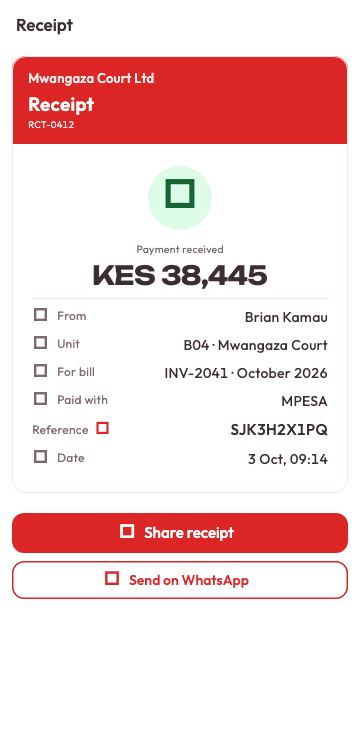 Receipt
Mwangaza Court Ltd
Receipt
RCT-0412
Payment received
KES 38,445
From Brian Kamau
Unit B04 · Mwangaza Court
For bill INV-2041 · October 2026
Paid with MPESA
Reference SJK3H2X1PQ
Date 3 Oct, 09:14
Share receipt
Send on WhatsApp